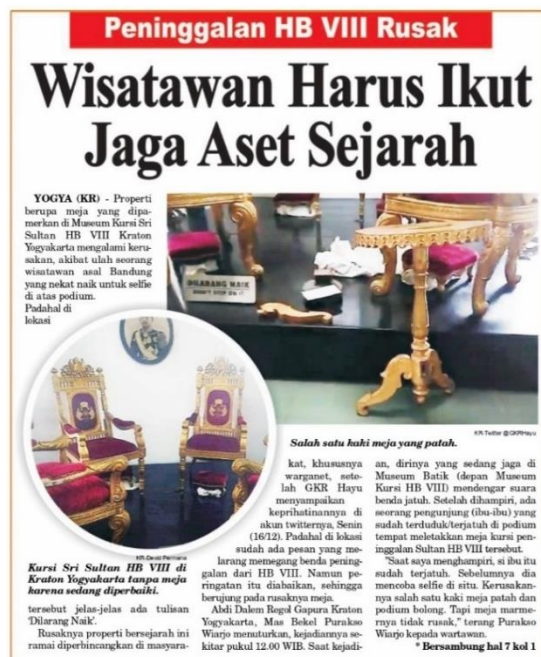 Peninggalan HB VIII Rusak
Wisatawan Harus Ikut
Jaga Aset Sejarah
YOGYA (KR) - Properti
berupa meja yang dipa-
merkan di Museum Kursi Sri
Sultan HB VIII Kraton
Yogyakarta mengalami keru-
sakan, akibat ulah seorang
wisatawan asal Bandung
yang nekat naik untuk selfie
di atas podium.
Padahal di
lokasi
DILARANG NAIK
DON'T STEP ON IT
KR-Twitter @GKRHayu
Salah satu kaki meja yang patah.
KR-Devid Permana
Kursi Sri Sultan HB VIII di
Kraton Yogyakarta tanpa meja
karena sedang diperbaiki.
tersebut jelas-jelas ada tulisan
'Dilarang Naik'.
Rusaknya properti bersejarah ini
ramai diperbincangkan di masyara-
kat, khususnya
warganet, sete-
lah GKR Hayu
menyampaikan
keprihatinannya di
akun twitternya, Senin
(16/12). Padahal di lokasi
sudah ada pesan yang me-
larang memegang benda pening-
galan dari HB VIII. Namun pe-
ringatan itu diabaikan, sehingga
berujung pada rusaknya meja.
Abdi Dalem Regol Gapura Kraton
Yogyakarta, Mas Bekel Purakso
Wiarjo menuturkan, kejadiannya se-
kitar pukul 12.00 WIB. Saat kejadi-
an, dirinya yang sedang jaga di
Museum Batik (depan Museum
Kursi HB VIII) mendengar suara
benda jatuh. Setelah dihampiri, ada
seorang pengunjung (ibu-ibu) yang
sudah terduduk/terjatuh di podium
tempat meletakkan meja kursi pe-
ninggalan Sultan HB VIII tersebut.
"Saat saya menghampiri, si ibu itu
sudah terjatuh. Sebelumnya dia
mencoba selfie di situ. Kerusakan-
nya salah satu kaki meja patah dan
podium bolong. Tapi meja marme-
rnya tidak rusak," terang Purakso
Wiarjo kepada wartawan.
* Bersambung hal 7 kol 1